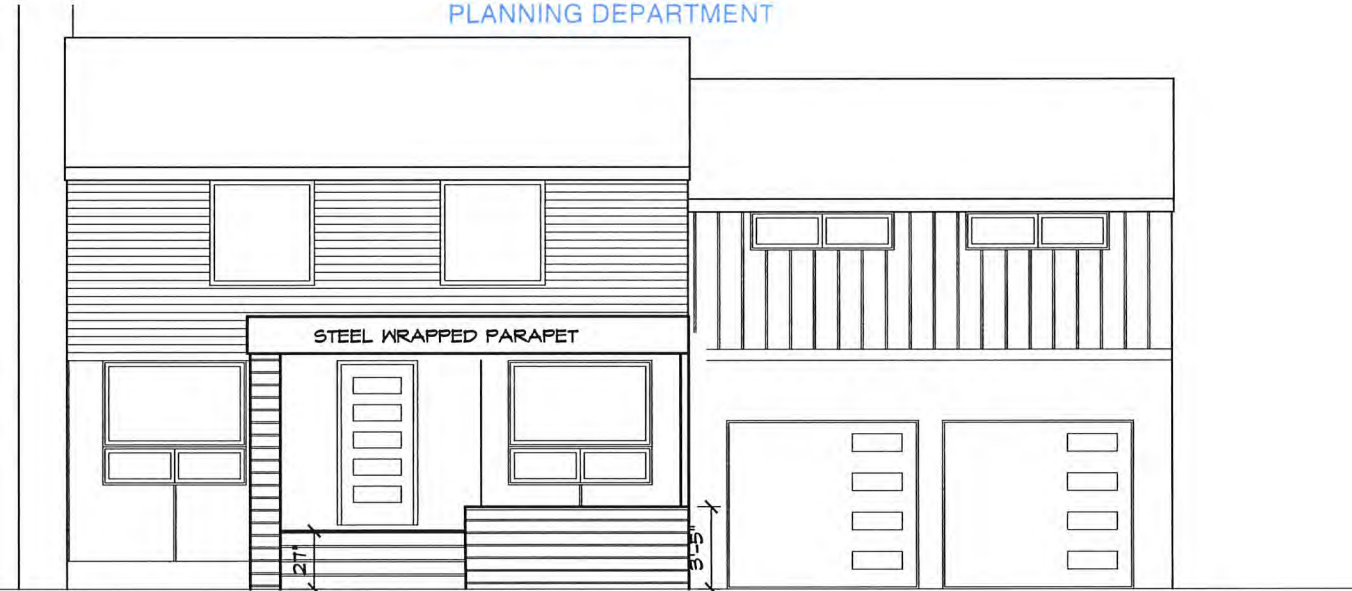 PLANNING DEPARTMENT
STEEL WRAPPED PARAPET
27"
3'-5"